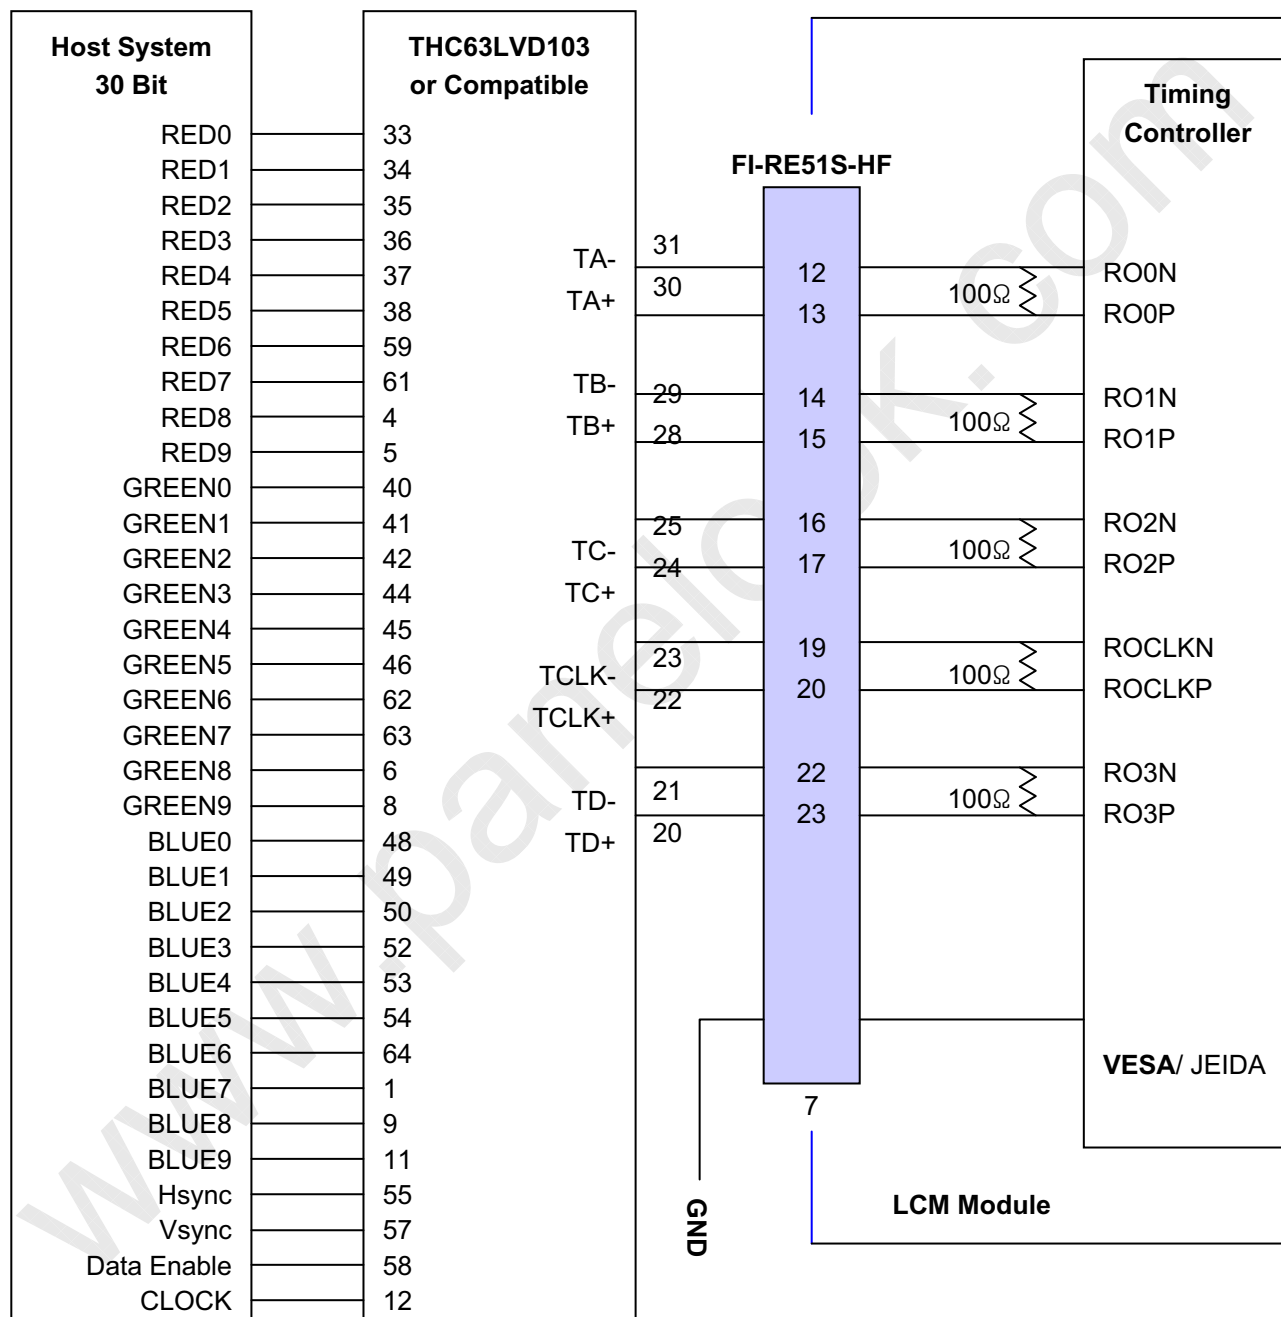 Host System
30 Bit
RED0
RED1
RED2
RED3
RED4
RED5
RED6
RED7
RED8
RED9
GREEN0
GREEN1
GREEN2
GREEN3
GREEN4
GREEN5
GREEN6
GREEN7
GREEN8
GREEN9
BLUE0
BLUE1
BLUE2
BLUE3
BLUE4
BLUE5
BLUE6
BLUE7
BLUE8
BLUE9
Hsync
Vsync
Data Enable
CLOCK
THC63LVD103
or Compatible
33
34
35
36
37
38
59
61
4
5
40
41
42
44
45
46
62
63
6
8
48
49
50
52
53
54
64
1
9
11
55
57
58
12
TA-
TA+
TB-
TB+
TC-
TC+
TCLK-
TCLK+
TD-
TD+
31
30
29
28
25
24
23
22
21
20
FI-RE51S-HF
12
13
14
15
16
17
19
20
22
23
7
GND
100Ω
100Ω
100Ω
100Ω
100Ω
Timing
Controller
RO0N
RO0P
RO1N
RO1P
RO2N
RO2P
ROCLKN
ROCLKP
RO3N
RO3P
VESA/ JEIDA
LCM Module
www.panelook.com